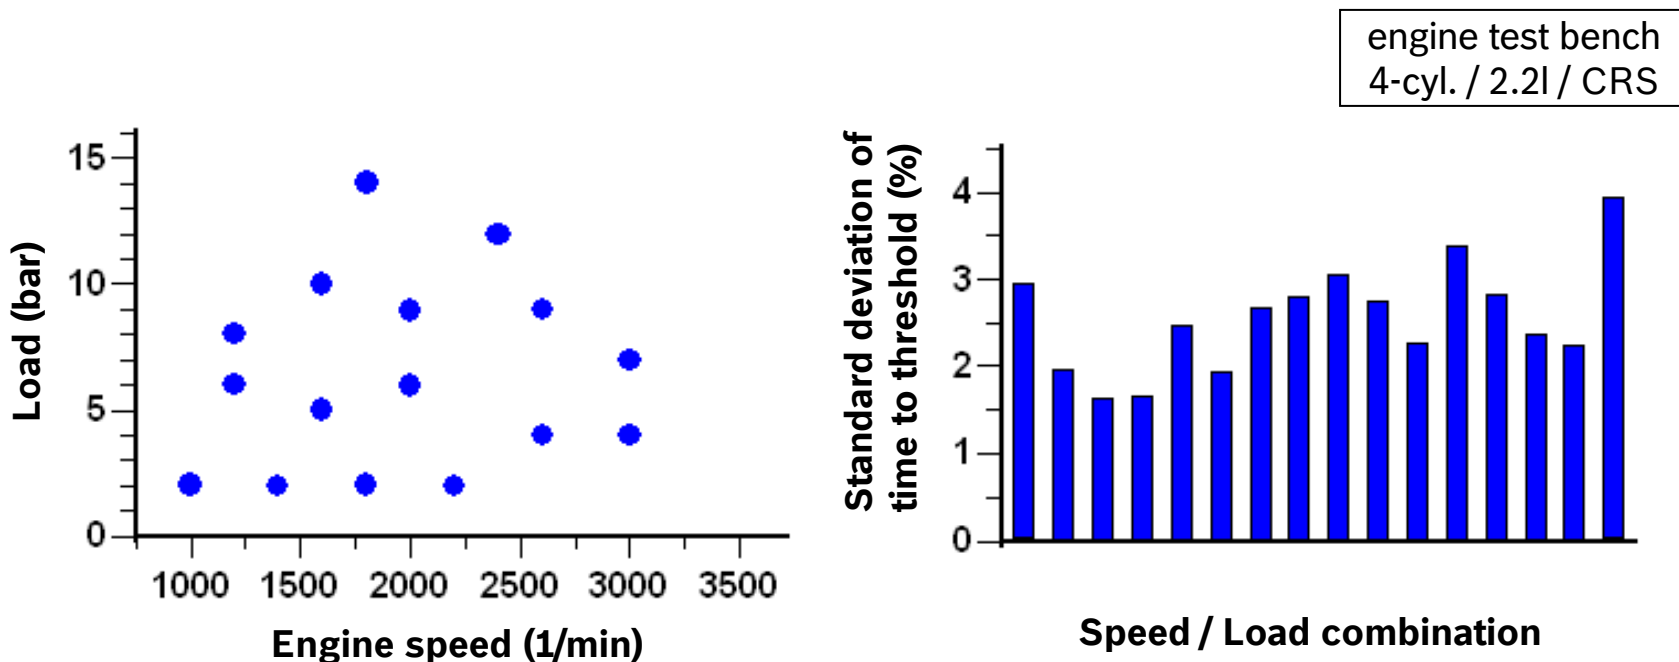 engine test bench
4-cyl. / 2.2l / CRS
15
10
5
0
Load (bar)
1000 1500 2000 2500 3000 3500
Engine speed (1/min)
Standard deviation of
time to threshold (%)
4
3
2
1
0
Speed / Load combination